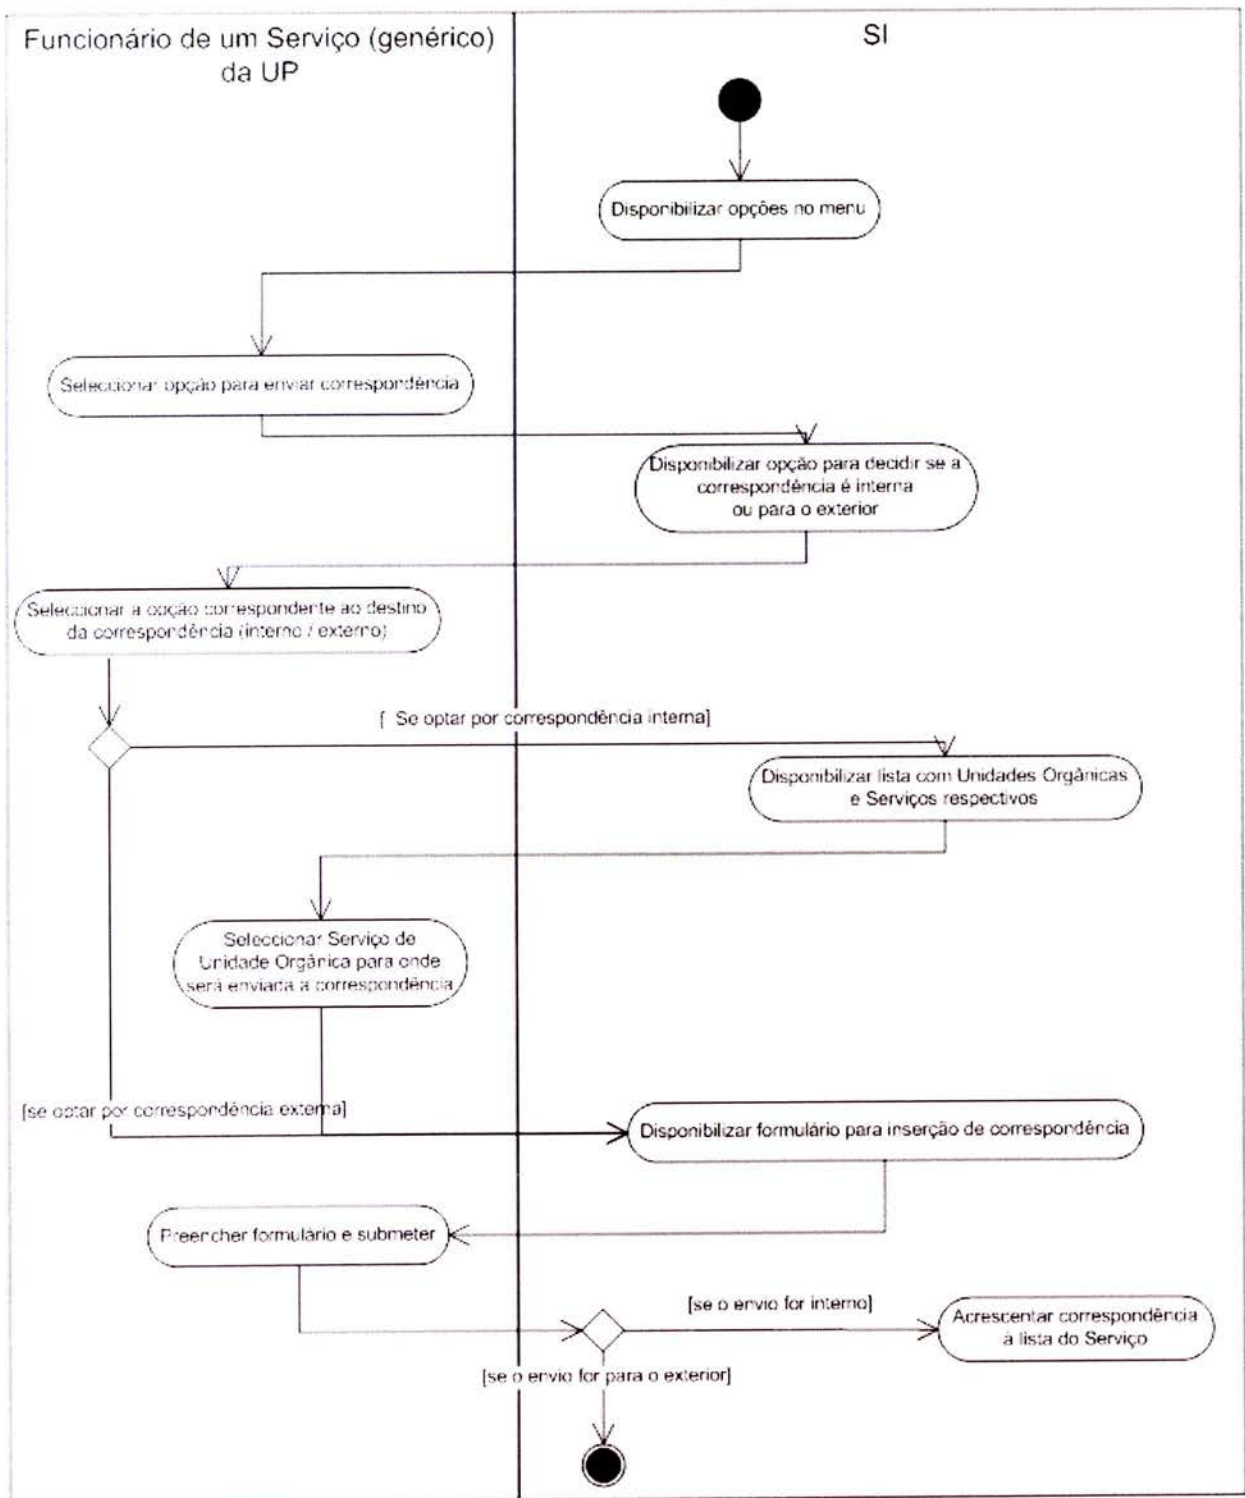 Funcionário de um Serviço (genérico)
da UP
SI
Disponibilizar opções no menu
Seleccionar opção para enviar correspondência
Disponibilizar opção para decidir se a
correspondência é interna
ou para o exterior
Seleccionar a opção correspondente ao destino
da correspondência (interno / externo)
[ Se optar por correspondência interna]
Disponibilizar lista com Unidades Orgânicas
e Serviços respectivos
Seleccionar Serviço de
Unidade Orgânica para onde
será enviada a correspondência
[se optar por correspondência externa]
Disponibilizar formulário para inserção de correspondência
Preencher formulário e submeter
[se o envio for interno]
Acrescentar correspondência
à lista do Serviço
[se o envio for para o exterior]